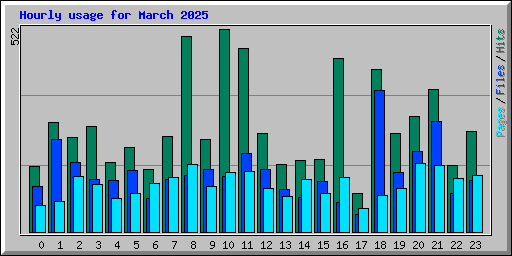 Hourly usage for March 2025
522
Pages / Files / Hits
0 1 2 3 4 5 6 7 8 9 10 11 12 13 14 15 16 17 18 19 20 21 22 23